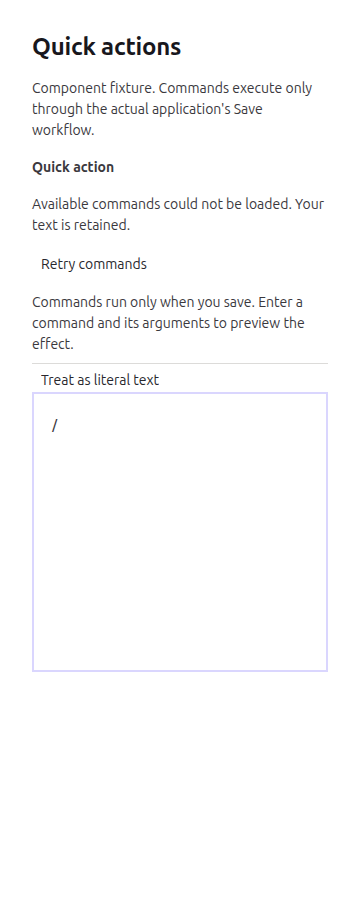 Quick actions
Component fixture. Commands execute only
through the actual application's Save
workflow.
Quick action
Available commands could not be loaded. Your
text is retained.
Retry commands
Commands run only when you save. Enter a
command and its arguments to preview the
effect.
Treat as literal text
/